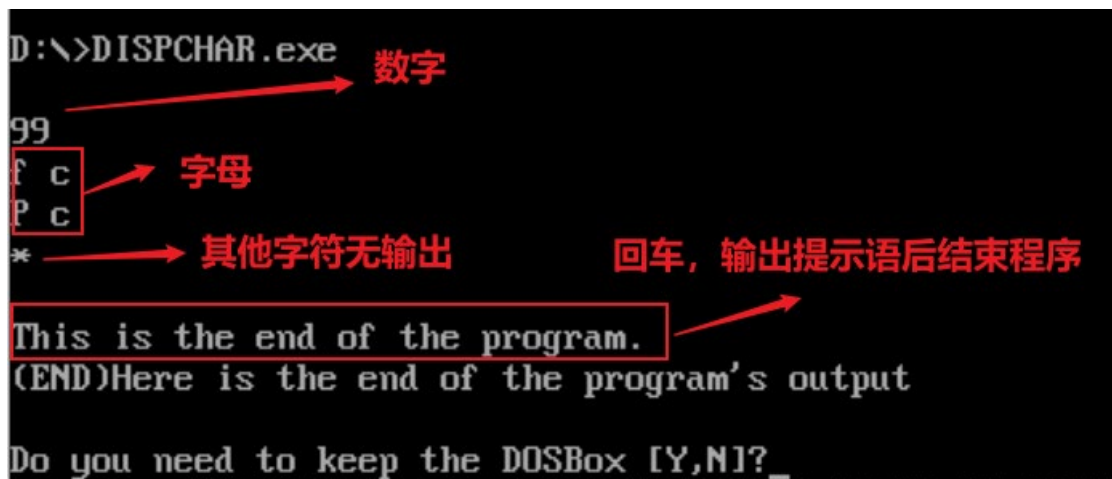 D:\>DISPCHAR.exe
数字
99
f c
字母
P c
* 其他字符无输出
回车，输出提示语后结束程序
This is the end of the program.
(END)Here is the end of the program's output
Do you need to keep the DOSBox [Y,N]?_